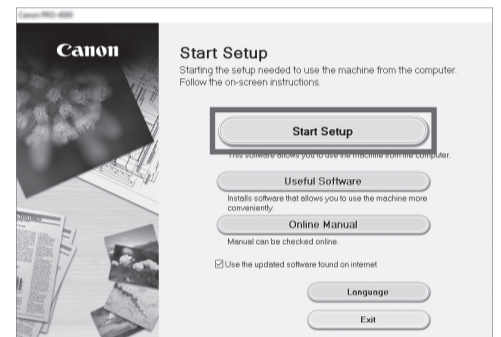 Canon PRO-4000
Canon
Start Setup
Starting the setup needed to use the machine from the computer.
Follow the on-screen instructions.
Start Setup
This software allows you to use the machine from the computer.
Useful Software
Installs software that allows you to use the machine more
conveniently.
Online Manual
Manual can be checked online.
Use the updated software found on internet
Language
Exit